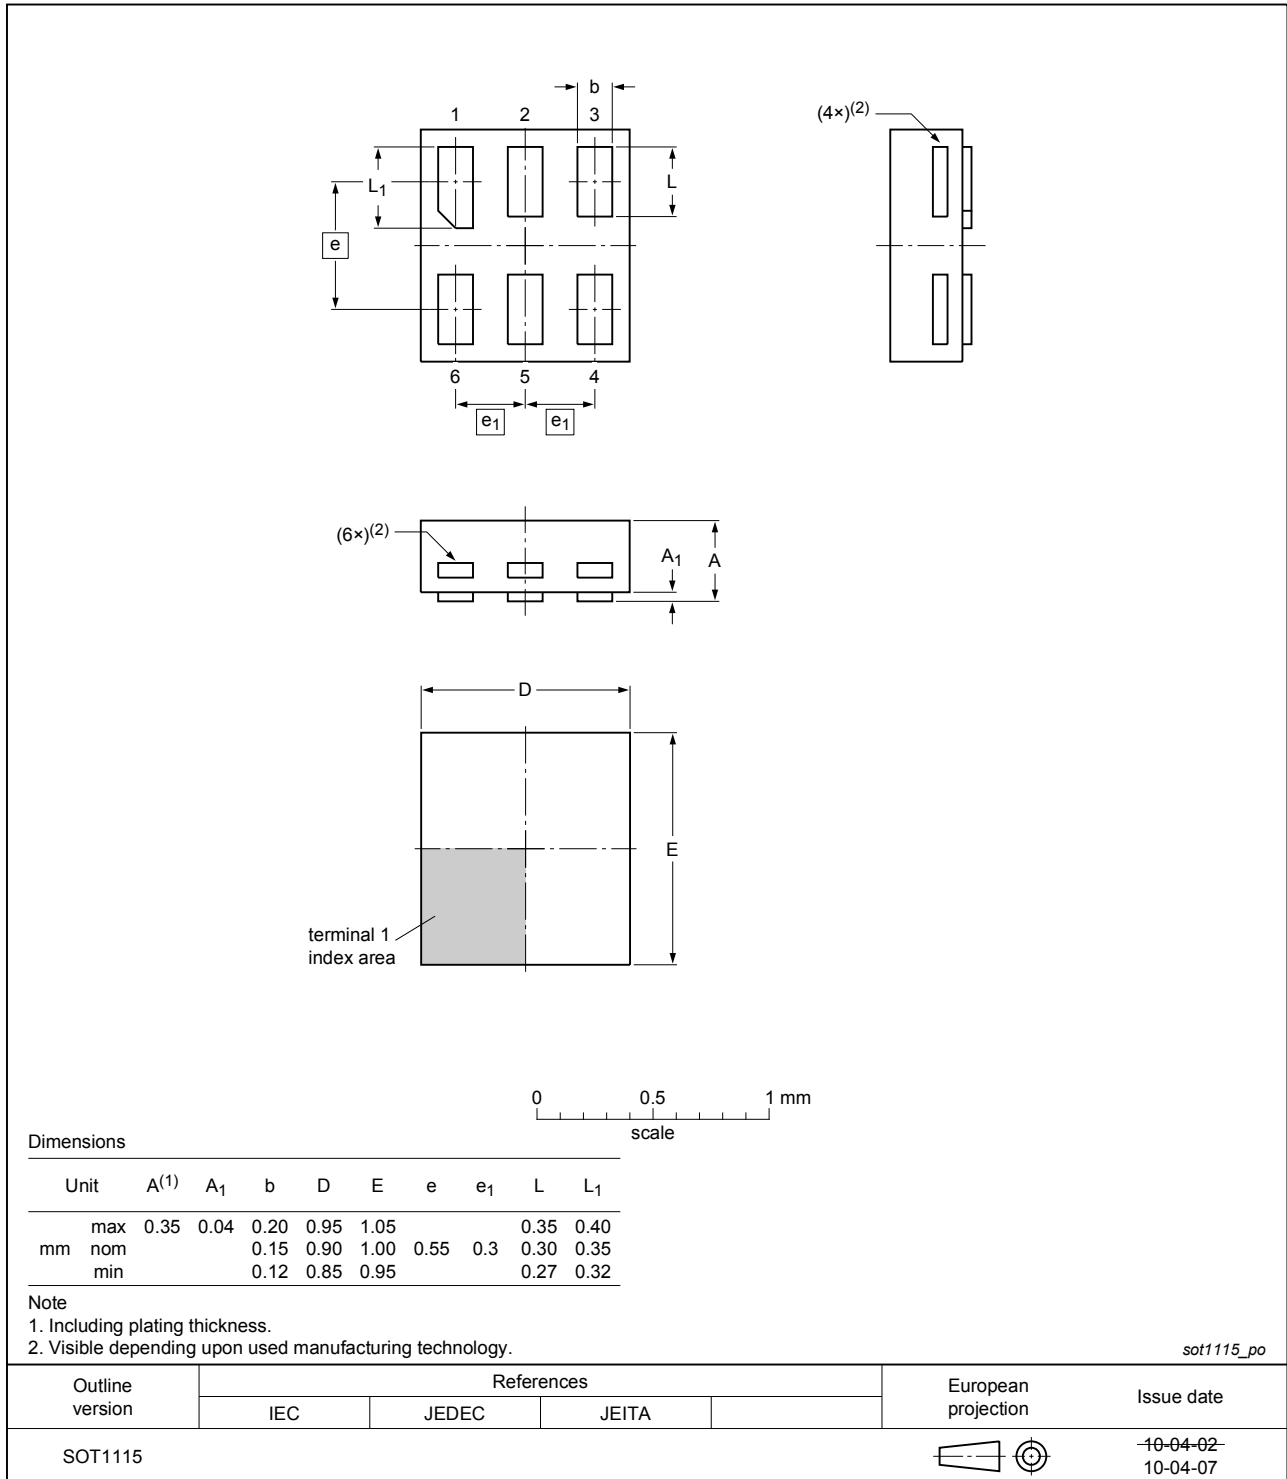 b
1 2 3
(4×)(2)
L1
L
e
6 5 4
e1 e1
(6×)(2)
A1 A
D
E
terminal 1
index area
0 0.5 1 mm
scale
Dimensions
Unit A(1) A1 b D E e e1 L L1
max 0.35 0.04 0.20 0.95 1.05 0.35 0.40
mm nom 0.15 0.90 1.00 0.55 0.3 0.30 0.35
min 0.12 0.85 0.95 0.27 0.32
Note
1. Including plating thickness.
2. Visible depending upon used manufacturing technology.
sot1115_po
Outline
version
References
IEC JEDEC JEITA
European
projection
Issue date
SOT1115
10-04-02
10-04-07